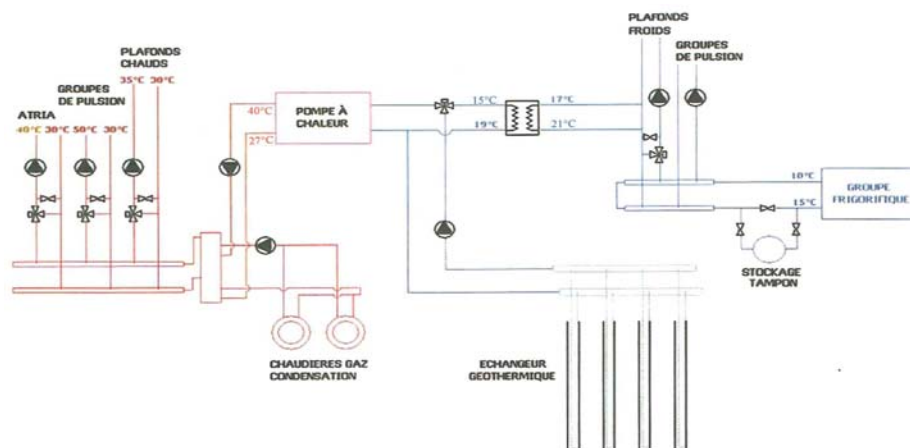 PLAFONDS
FROIDS
GROUPES
DE PULSION
PLAFONDS
CHAUDS
35°C 30°C
GROUPES
DE PULSION
ATRIA
40°C 30°C 50°C 30°C
40°C
27°C
POMPE À
CHALEUR
15°C
19°C
17°C
21°C
10°C
15°C
GROUPE
FRIGORIFIQUE
STOCKAGE
TAMPON
CHAUDIERES GAZ
CONDENSATION
ECHANGEUR
GEOTHERMIQUE